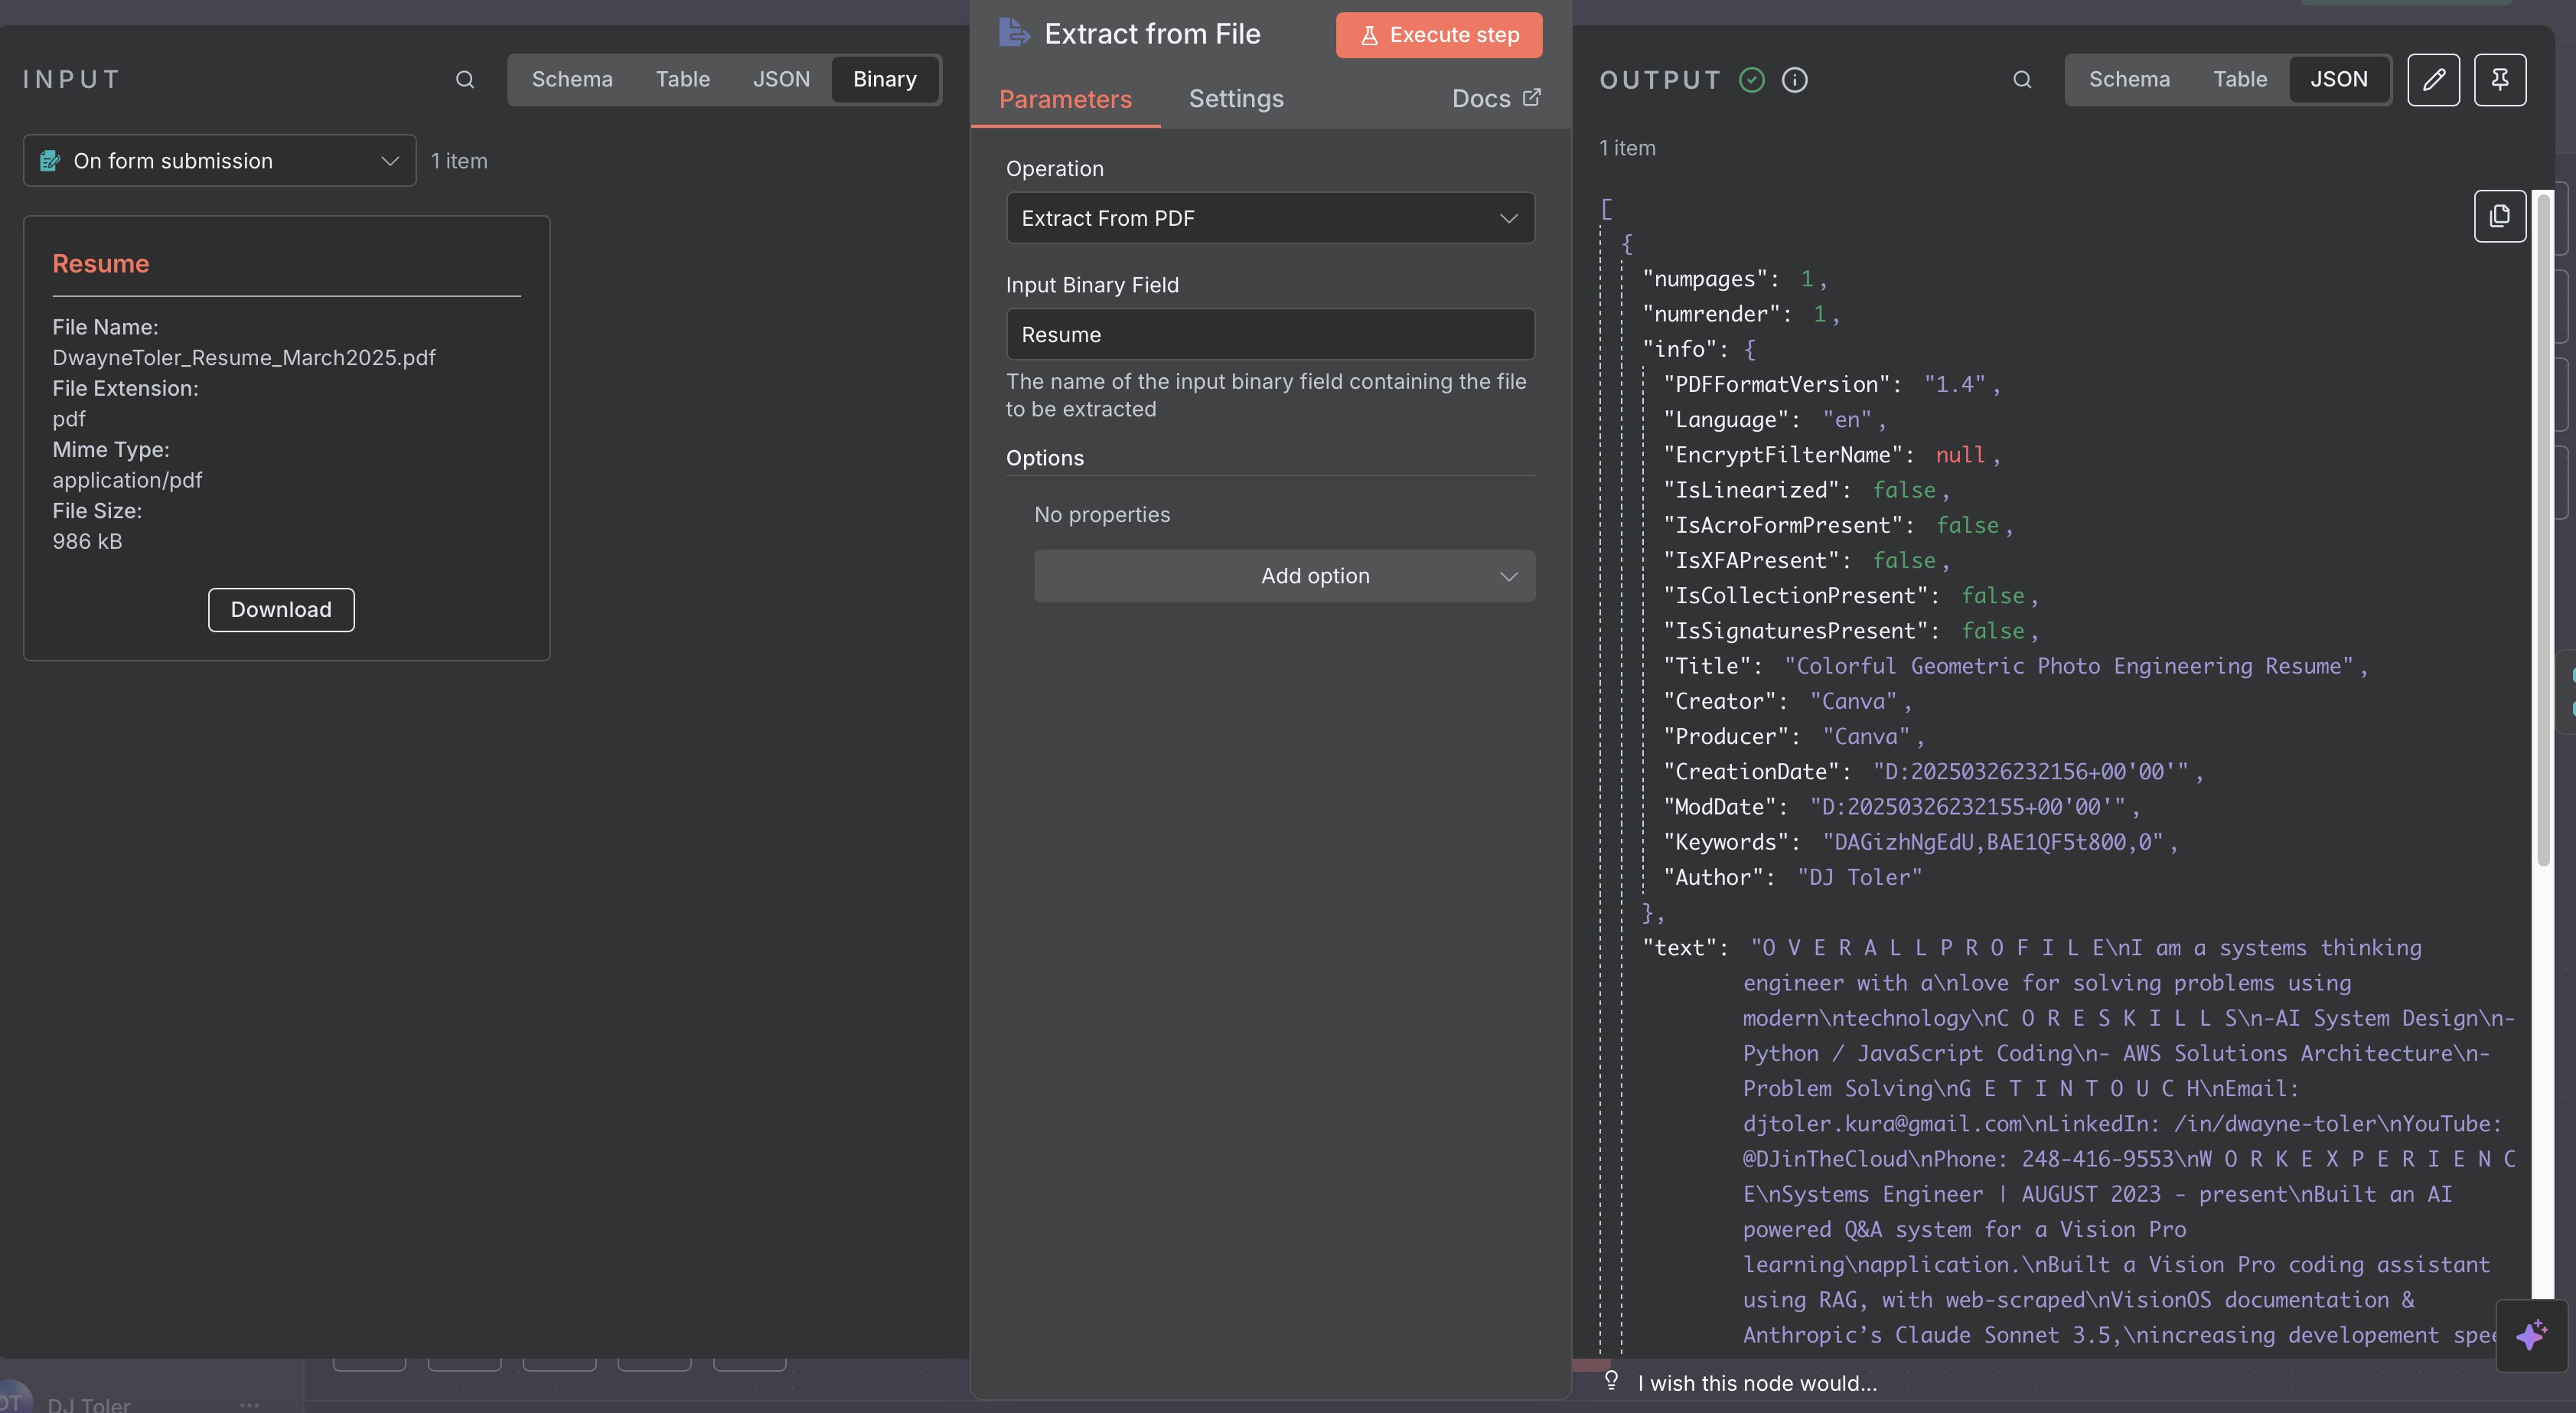 INPUT
Schema
Table
JSON
Binary
On form submission
1 item
Resume
File Name:
DwayneToler_Resume_March2025.pdf
File Extension:
pdf
Mime Type:
application/pdf
File Size:
986 kB
Download
DJ Toler
Extract from File
Execute step
Parameters
Settings
Docs
Operation
Extract From PDF
Input Binary Field
Resume
The name of the input binary field containing the file
to be extracted
Options
No properties
Add option
OUTPUT
Schema
Table
JSON
1 item
[
{
"numpages": 1,
"numrender": 1,
"info": {
"PDFFormatVersion": "1.4",
"Language": "en",
"EncryptFilterName": null,
"IsLinearized": false,
"IsAcroFormPresent": false,
"IsXFAPresent": false,
"IsCollectionPresent": false,
"IsSignaturesPresent": false,
"Title": "Colorful Geometric Photo Engineering Resume",
"Creator": "Canva",
"Producer": "Canva",
"CreationDate": "D:20250326232156+00'00'",
"ModDate": "D:20250326232155+00'00'",
"Keywords": "DAGizhNgEdU,BAE1QF5t800,0",
"Author": "DJ Toler"
},
"text": "O V E R A L L P R O F I L E\nI am a systems thinking
engineer with a\nlove for solving problems using
modern\ntechnology\nC O R E S K I L L S\n-AI System Design\n-
Python / JavaScript Coding\n- AWS Solutions Architecture\n-
Problem Solving\nG E T I N T O U C H\nEmail:
djtoler.kura@gmail.com\nLinkedIn: /in/dwayne-toler\nYouTube:
@DJinTheCloud\nPhone: 248-416-9553\nW O R K E X P E R I E N C
E\nSystems Engineer | AUGUST 2023 - present\nBuilt an AI
powered Q&A system for a Vision Pro
learning\napplication.\nBuilt a Vision Pro coding assistant
using RAG, with web-scraped\nVisionOS documentation &
Anthropic’s Claude Sonnet 3.5,\nincreasing developement
I wish this node would...